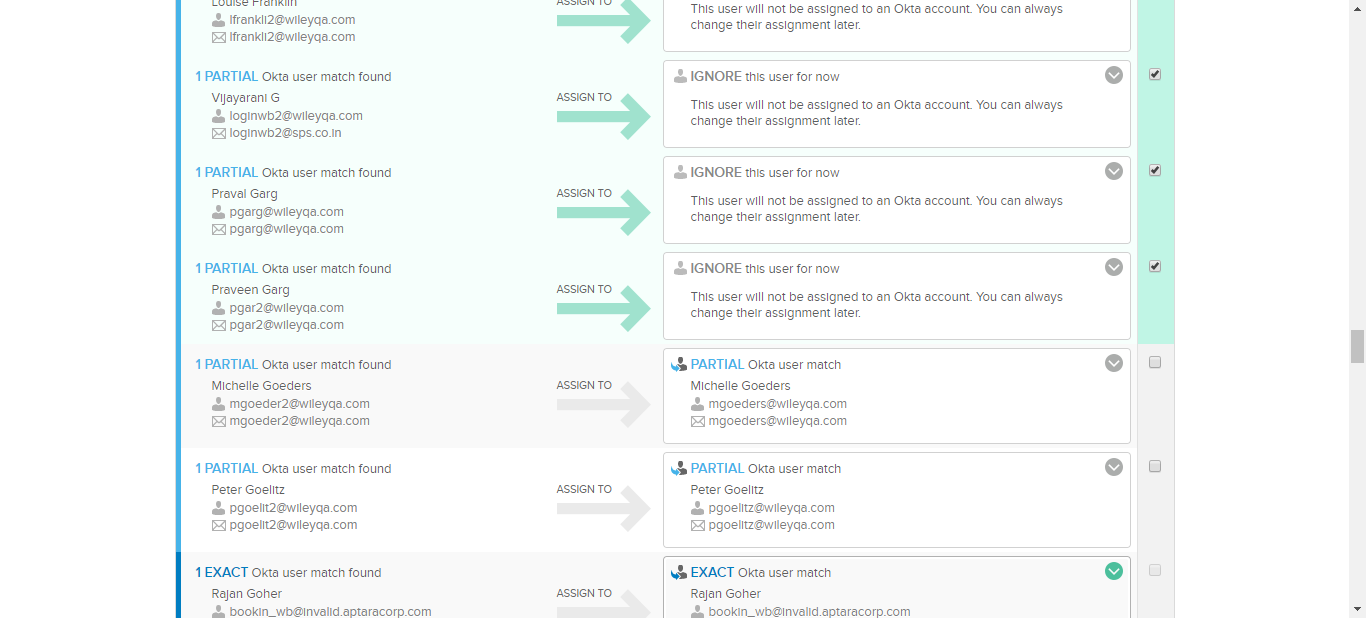 Louise Franklin
lfrankli2@wileyqa.com
lfrankli2@wileyqa.com
ASSIGN TO
This user will not be assigned to an Okta account. You can always
change their assignment later.
1 PARTIAL Okta user match found
Vijayarani G
loginwb2@wileyqa.com
loginwb2@sps.co.in
ASSIGN TO
IGNORE this user for now
This user will not be assigned to an Okta account. You can always
change their assignment later.
1 PARTIAL Okta user match found
Praval Garg
pgarg@wileyqa.com
pgarg@wileyqa.com
ASSIGN TO
IGNORE this user for now
This user will not be assigned to an Okta account. You can always
change their assignment later.
1 PARTIAL Okta user match found
Praveen Garg
pgar2@wileyqa.com
pgar2@wileyqa.com
ASSIGN TO
IGNORE this user for now
This user will not be assigned to an Okta account. You can always
change their assignment later.
1 PARTIAL Okta user match found
Michelle Goeders
mgoeder2@wileyqa.com
mgoeder2@wileyqa.com
ASSIGN TO
PARTIAL Okta user match
Michelle Goeders
mgoeders@wileyqa.com
mgoeders@wileyqa.com
1 PARTIAL Okta user match found
Peter Goelitz
pgoelit2@wileyqa.com
pgoelit2@wileyqa.com
ASSIGN TO
PARTIAL Okta user match
Peter Goelitz
pgoelitz@wileyqa.com
pgoelitz@wileyqa.com
1 EXACT Okta user match found
Rajan Goher
bookin_wb@invalid.aptaracorp.com
ASSIGN TO
EXACT Okta user match
Rajan Goher
bookin_wb@invalid.aptaracorp.com